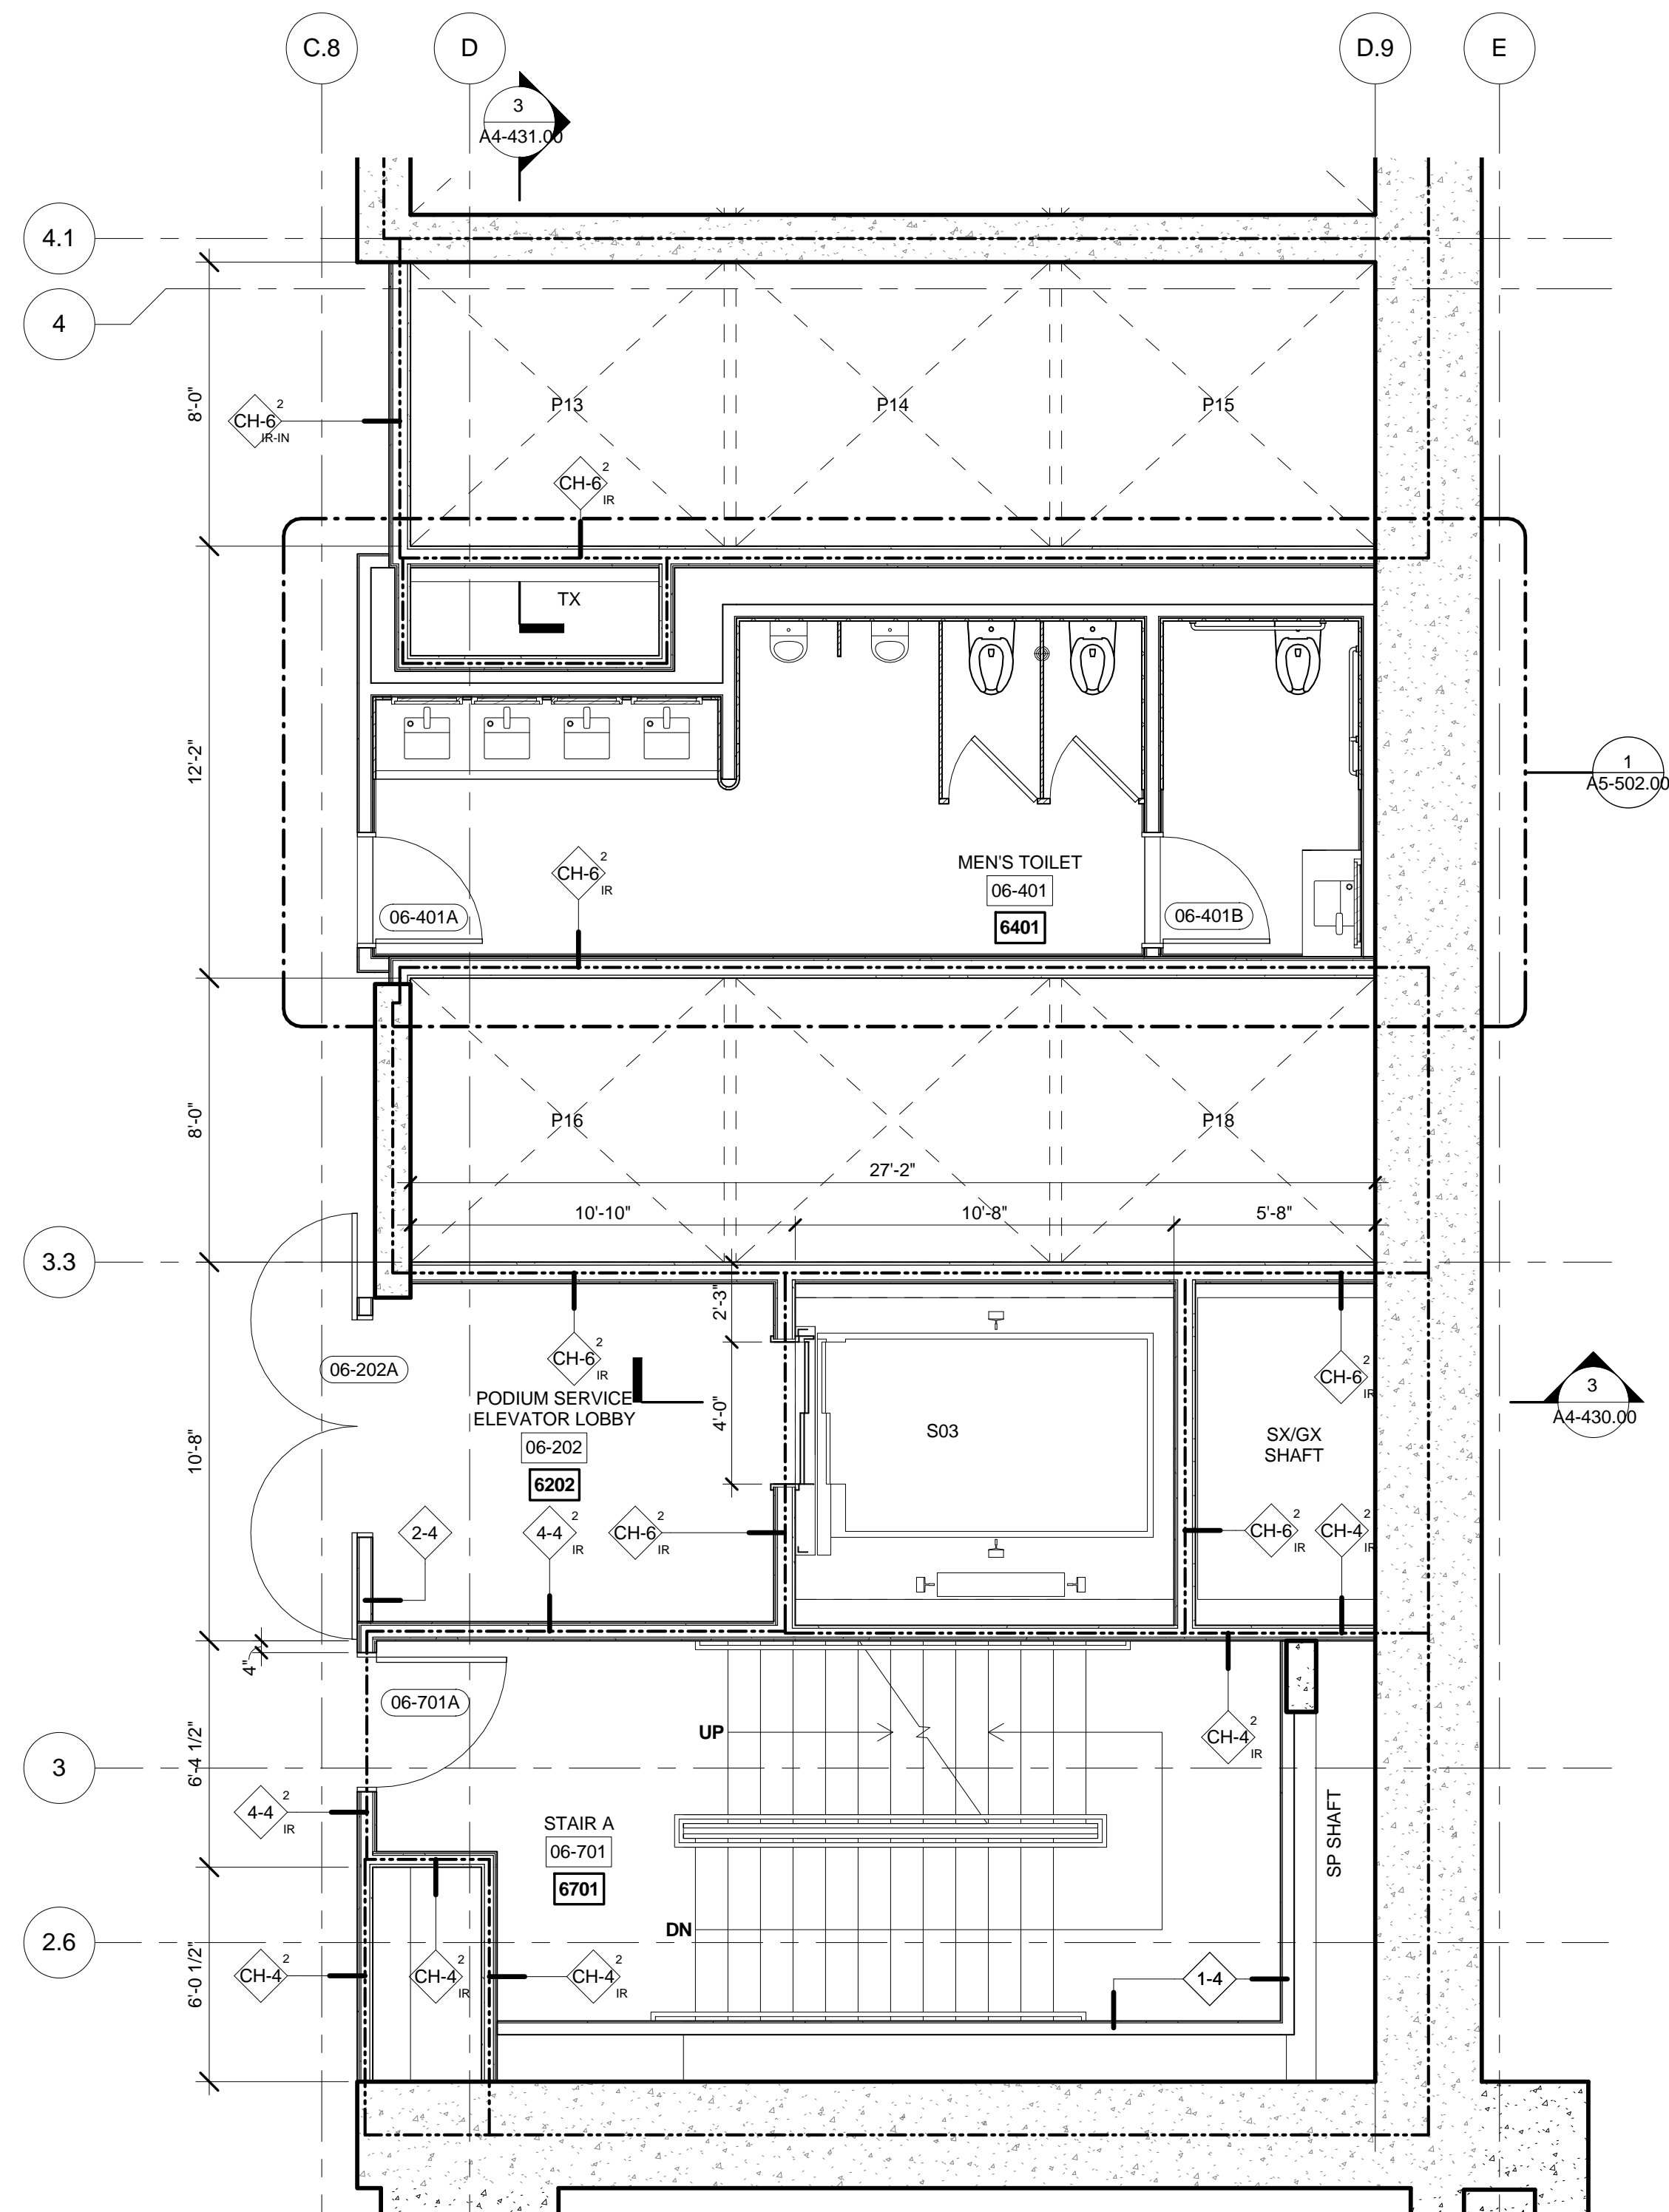 C.8
D
D.9
E
3
A4-431.00
4.1
4
8'-0"
CH-6
2
IR-IN
P13
P14
P15
CH-6
2
IR
TX
12'-2"
1
A5-502.00
MEN'S TOILET
06-401
6401
CH-6
2
IR
06-401A
06-401B
8'-0"
P16
P18
27'-2"
10'-10"
10'-8"
5'-8"
3.3
2'-3"
06-202A
CH-6
2
IR
CH-6
2
IR
3
A4-430.00
PODIUM SERVICE
ELEVATOR LOBBY
06-202
6202
4'-0"
S03
SX/GX
SHAFT
10'-8"
2-4
4-4
2
IR
CH-6
2
IR
CH-6
2
IR
CH-4
2
IR
4"
06-701A
UP
CH-4
2
IR
3
6'-4 1/2"
4-4
2
IR
STAIR A
06-701
6701
SP SHAFT
DN
2.6
6'-0 1/2"
CH-4
2
CH-4
2
IR
CH-4
2
IR
1-4